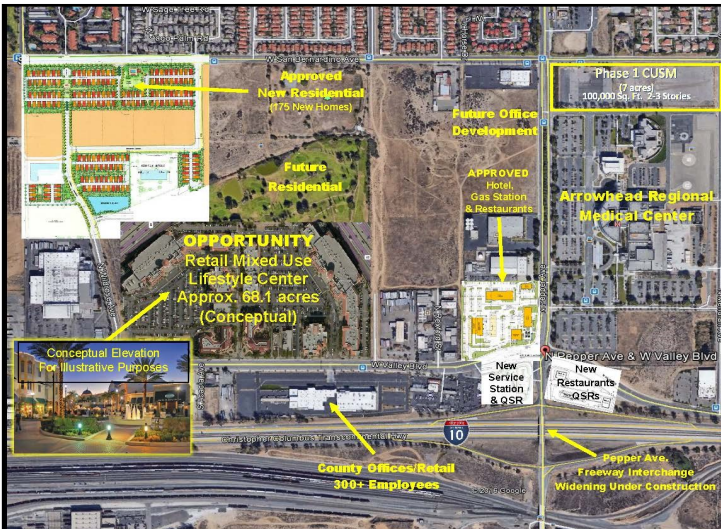 W San Bernardino Ave
Approved
New Residential
(175 New Homes)
Phase 1 CUSM
(7 acres)
100,000 Sq. Ft. 2-3 Stories
Future Office
Development
Future
Residential
APPROVED
Hotel,
Gas Station
& Restaurants
Arrowhead Regional
Medical Center
OPPORTUNITY
Retail Mixed Use
Lifestyle Center
Approx. 68.1 acres
(Conceptual)
Conceptual Elevation
For Illustrative Purposes
N Pepper Ave & W Valley Blvd
W Valley Blvd
New
Service
Station
& QSR
New
Restaurants
QSRs
10
Christopher Columbus Transcontinental Hwy
County Offices/Retail
300+ Employees
Pepper Ave.
Freeway Interchange
Widening Under Construction
© 2016 Google